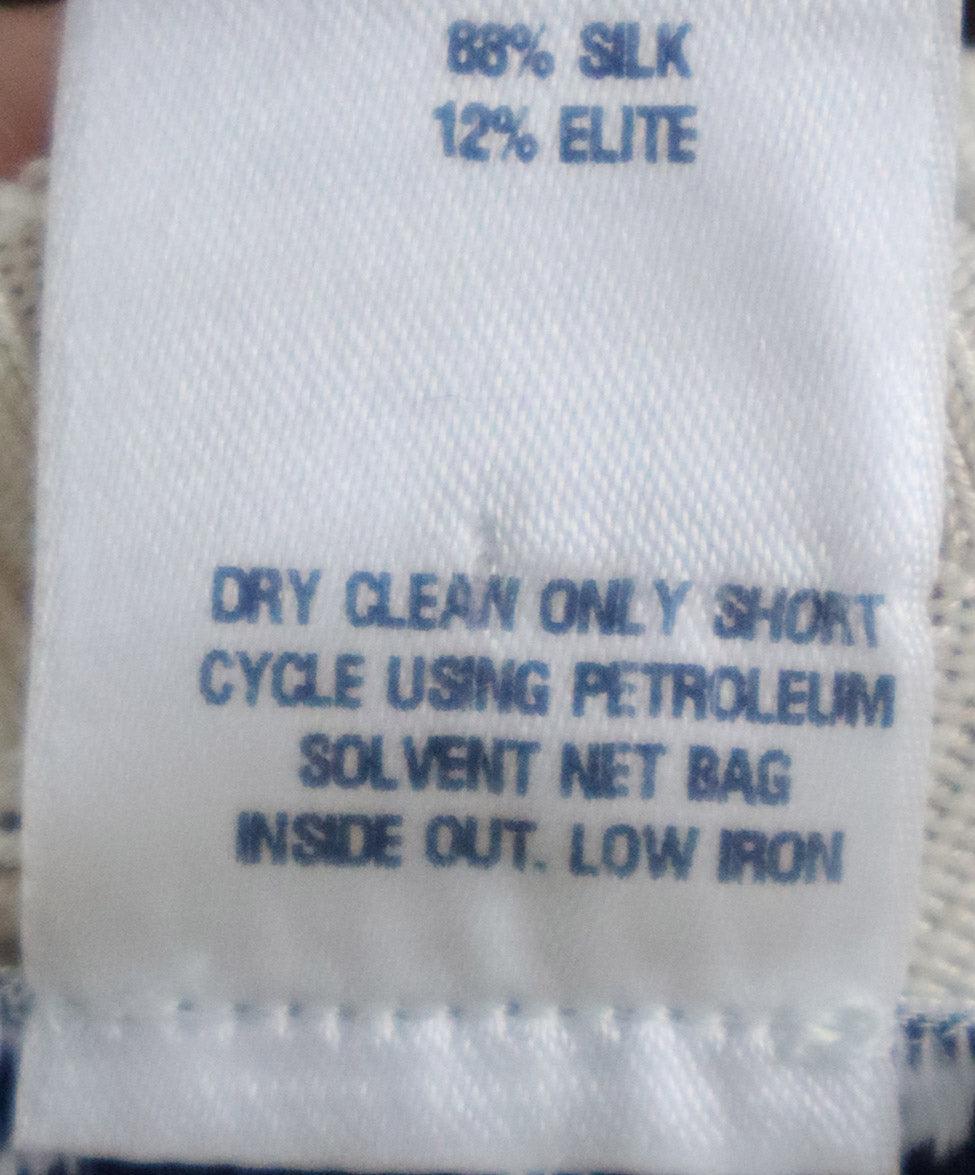 88% SILK
12% ELITE
DRY CLEAN ONLY SHORT
CYCLE USING PETROLEUM
SOLVENT NET BAG
INSIDE OUT. LOW IRON